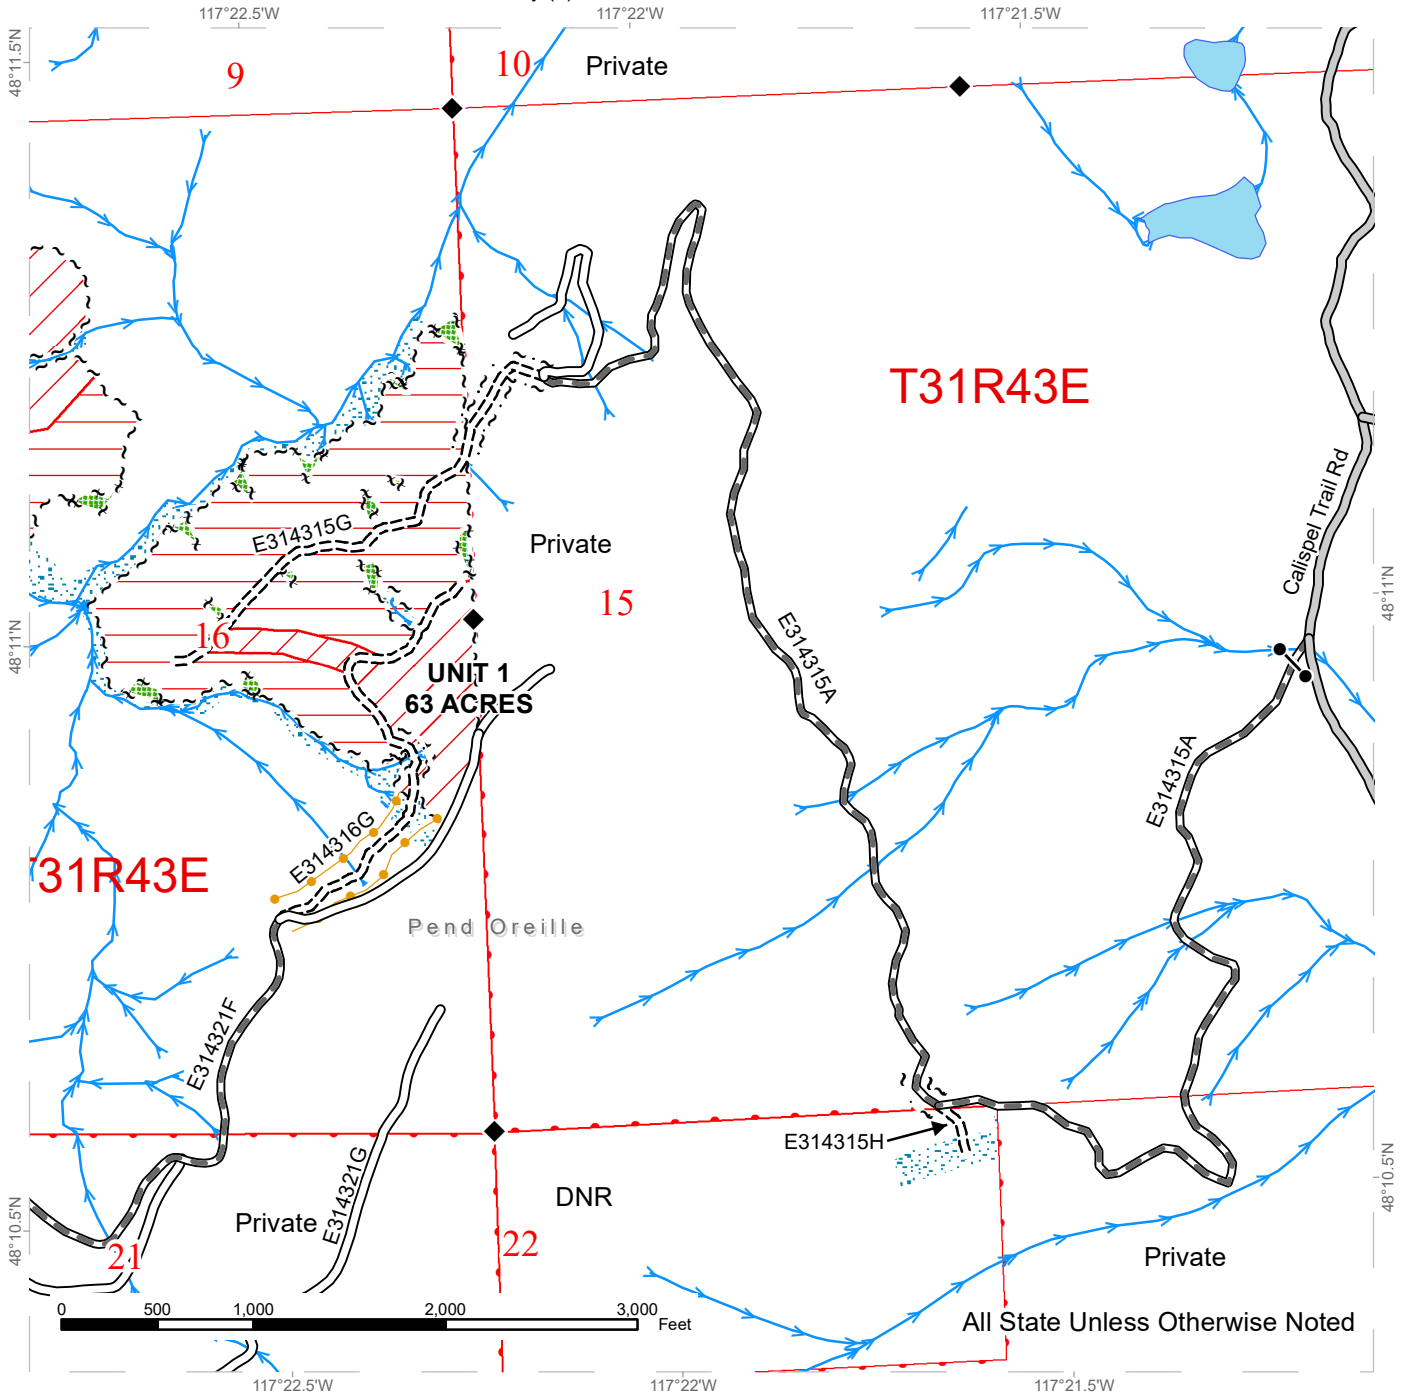 117°22.5'W
117°22'W
117°21.5'W
48°11.5'N
9
10
Private
T31R43E
Calispel Trail Rd
E314315G
Private
15
48°11'N
48°11'N
16
E314315A
UNIT 1
63 ACRES
E314315A
E314316G
31R43E
Pend Oreille
E314321F
E314315H
E314321G
DNR
Private
22
21
48°10.5'N
48°10.5'N
Private
0 500 1,000 2,000 3,000
Feet
All State Unless Otherwise Noted
117°22.5'W
117°22'W
117°21.5'W